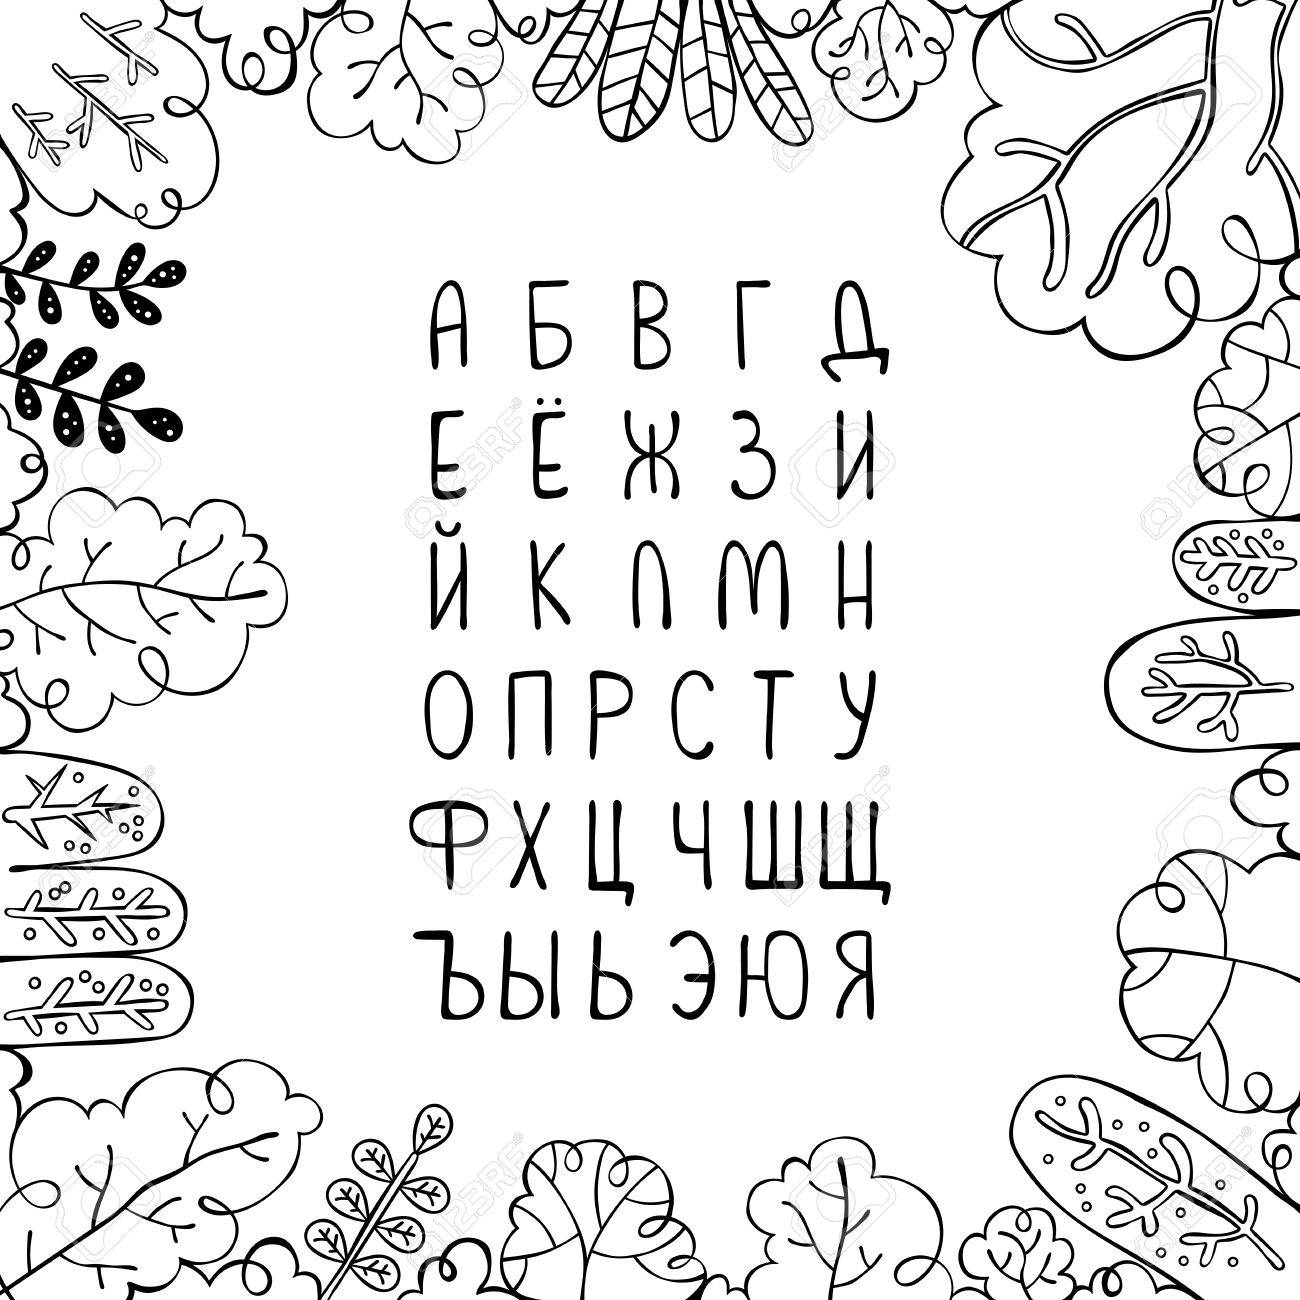 А Б В Г Д
Е Ё Ж З И
Й К Л М Н
О П Р С Т У
Ф Х Ц Ч Ш Щ
Ъ Ы Ь Э Ю Я
123RF